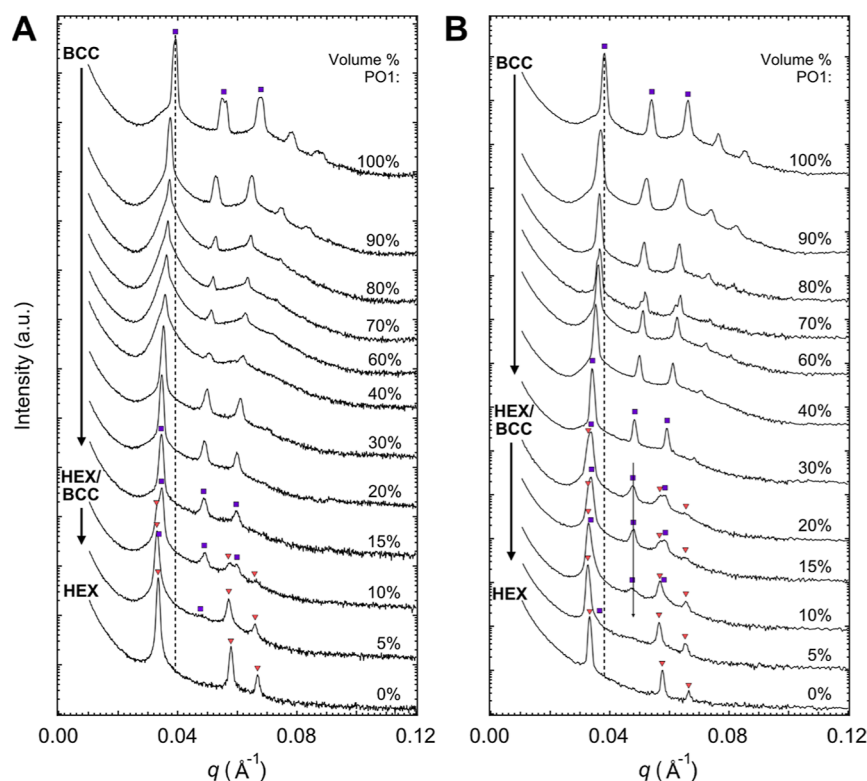 A
BCC
Volume %
PO1:
100%
90%
80%
70%
60%
40%
30%
20%
HEX/
BCC
15%
10%
HEX
5%
0%
Intensity (a.u.)
0.00
0.04
0.08
0.12
q (Å-1)
B
BCC
Volume %
PO1:
100%
90%
80%
70%
60%
40%
HEX/
BCC
30%
20%
15%
HEX
10%
5%
0%
0.00
0.04
0.08
0.12
q (Å-1)